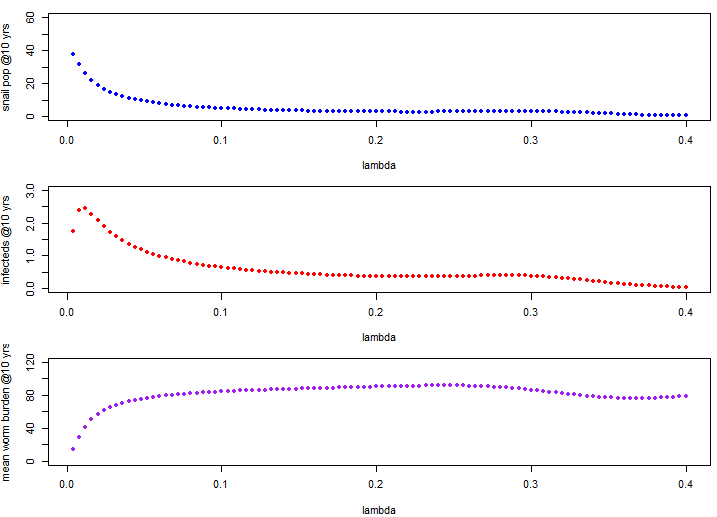 snail pop @10 yrs
60
40
20
0
0.0 0.1 0.2 0.3 0.4
lambda
infecteds @10 yrs
3.0
2.0
1.0
0.0
0.0 0.1 0.2 0.3 0.4
lambda
mean worm burden @10 yrs
120
80
40
0
0.0 0.1 0.2 0.3 0.4
lambda